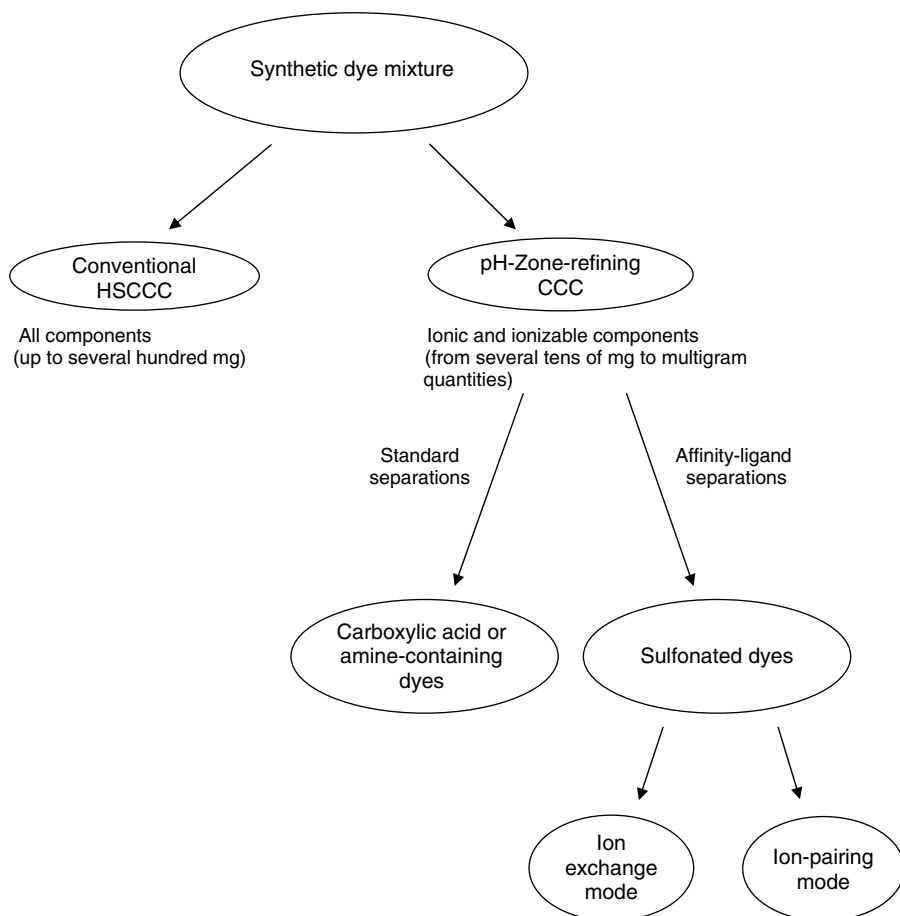 Synthetic dye mixture
Conventional
HSCCC
pH-Zone-refining
CCC
All components
(up to several hundred mg)
Ionic and ionizable components
(from several tens of mg to multigram
quantities)
Standard
separations
Affinity-ligand
separations
Carboxylic acid or
amine-containing
dyes
Sulfonated dyes
Ion
exchange
mode
Ion-pairing
mode